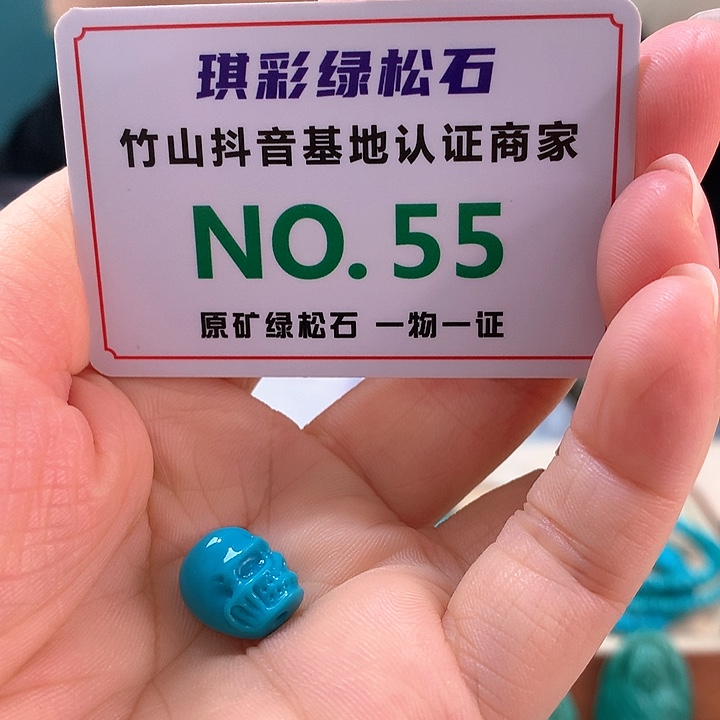 琪彩绿松石
竹山抖音基地认证商家
NO. 55
原矿绿松石 一物一证